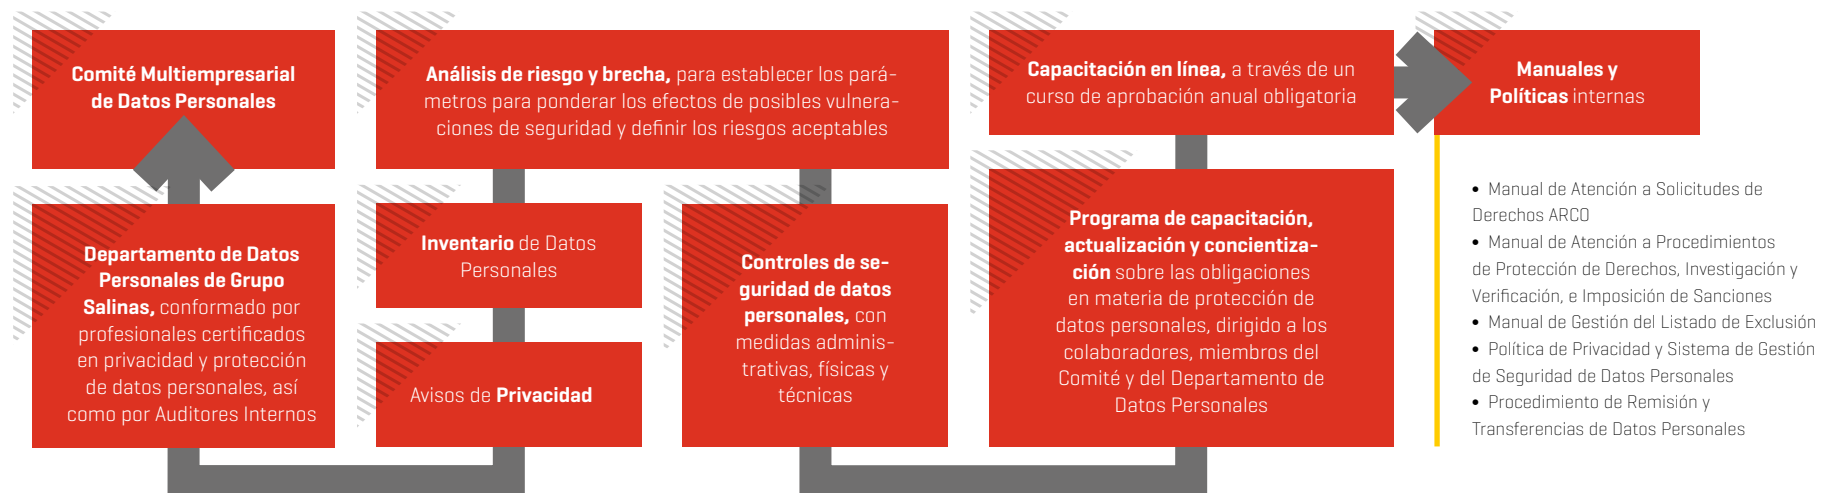 Comité Multiempresarial
de Datos Personales
Departamento de Datos
Personales de Grupo
Salinas, conformado por
profesionales certificados
en privacidad y protección
de datos personales, así
como por Auditores Internos
Análisis de riesgo y brecha, para establecer los pará-
metros para ponderar los efectos de posibles vulnera-
ciones de seguridad y definir los riesgos aceptables
Inventario de Datos
Personales
Avisos de Privacidad
Controles de se-
guridad de datos
personales, con
medidas adminis-
trativas, físicas y
técnicas
Capacitación en línea, a través de un
curso de aprobación anual obligatoria
Programa de capacitación,
actualización y concientiza-
ción sobre las obligaciones
en materia de protección de
datos personales, dirigido a los
colaboradores, miembros del
Comité y del Departamento de
Datos Personales
Manuales y
Políticas internas
• Manual de Atención a Solicitudes de
Derechos ARCO
• Manual de Atención a Procedimientos
de Protección de Derechos, Investigación y
Verificación, e Imposición de Sanciones
• Manual de Gestión del Listado de Exclusión
• Política de Privacidad y Sistema de Gestión
de Seguridad de Datos Personales
• Procedimiento de Remisión y
Transferencias de Datos Personales